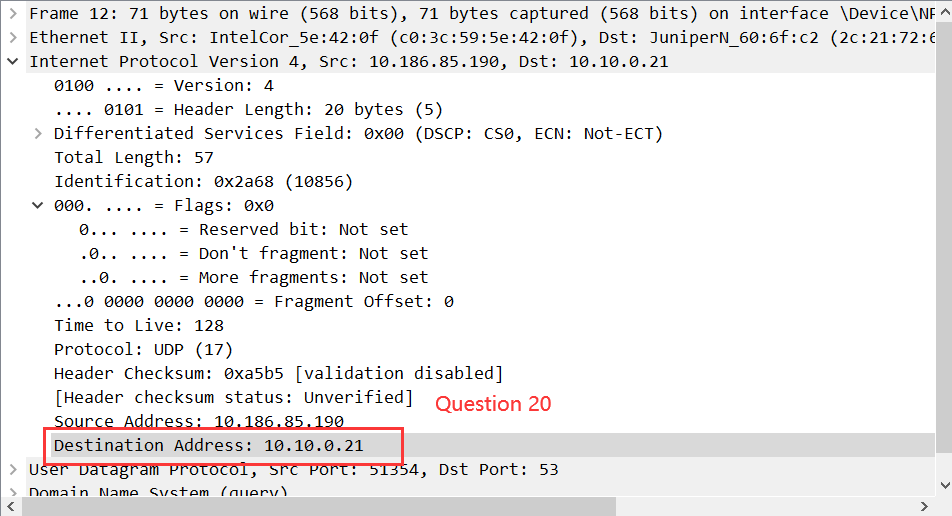 Frame 12: 71 bytes on wire (568 bits), 71 bytes captured (568 bits) on interface \Device\NP
Ethernet II, Src: IntelCor_5e:42:0f (c0:3c:59:5e:42:0f), Dst: JuniperN_60:6f:c2 (2c:21:72:6
Internet Protocol Version 4, Src: 10.186.85.190, Dst: 10.10.0.21
0100 .... = Version: 4
.... 0101 = Header Length: 20 bytes (5)
Differentiated Services Field: 0x00 (DSCP: CS0, ECN: Not-ECT)
Total Length: 57
Identification: 0x2a68 (10856)
000. .... = Flags: 0x0
0... .... = Reserved bit: Not set
.0.. .... = Don't fragment: Not set
..0. .... = More fragments: Not set
...0 0000 0000 0000 = Fragment Offset: 0
Time to Live: 128
Protocol: UDP (17)
Header Checksum: 0xa5b5 [validation disabled]
[Header checksum status: Unverified]
Question 20
Source Address: 10.186.85.190
Destination Address: 10.10.0.21
User Datagram Protocol, Src Port: 51354, Dst Port: 53
Domain Name System (query)